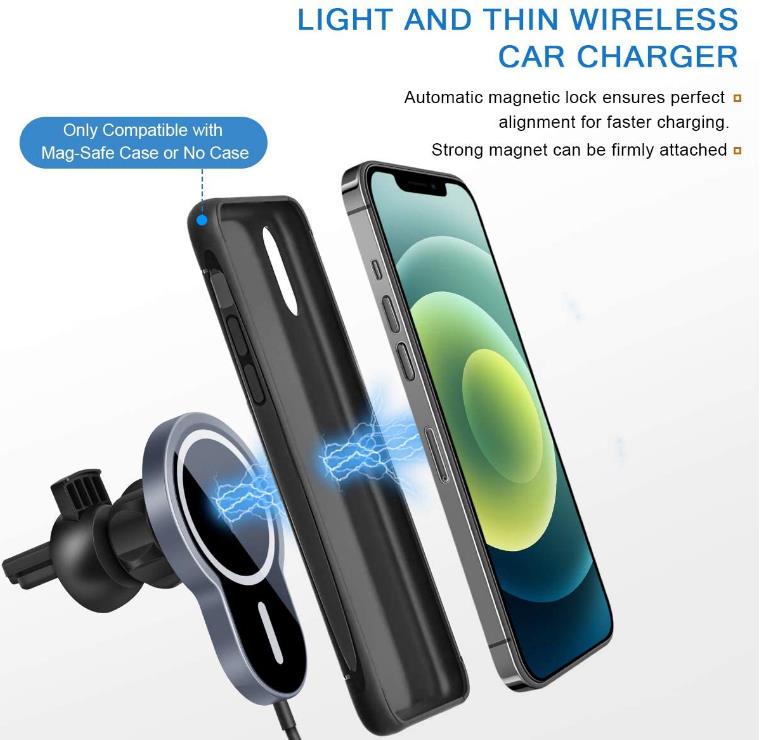 LIGHT AND THIN WIRELESS
CAR CHARGER
Automatic magnetic lock ensures perfect
alignment for faster charging.
Strong magnet can be firmly attached
Only Compatible with
Mag-Safe Case or No Case